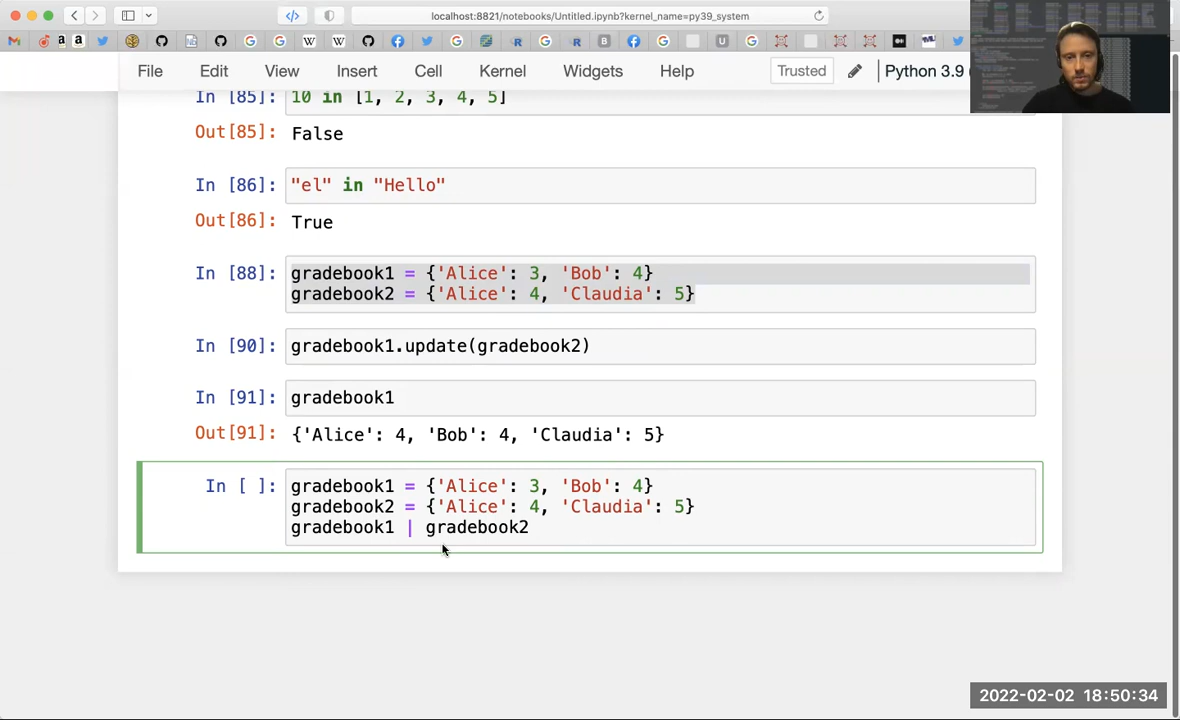 localhost:8821/notebooks/Untitled.ipynb?kernel_name=py39_system
File Edit View Insert Cell Kernel Widgets Help Trusted Python 3.9
In [85]: 10 in [1, 2, 3, 4, 5]
Out[85]: False
In [86]: "el" in "Hello"
Out[86]: True
In [88]: gradebook1 = {'Alice': 3, 'Bob': 4}
gradebook2 = {'Alice': 4, 'Claudia': 5}
In [90]: gradebook1.update(gradebook2)
In [91]: gradebook1
Out[91]: {'Alice': 4, 'Bob': 4, 'Claudia': 5}
In [ ]: gradebook1 = {'Alice': 3, 'Bob': 4}
gradebook2 = {'Alice': 4, 'Claudia': 5}
gradebook1 | gradebook2
2022-02-02 18:50:34